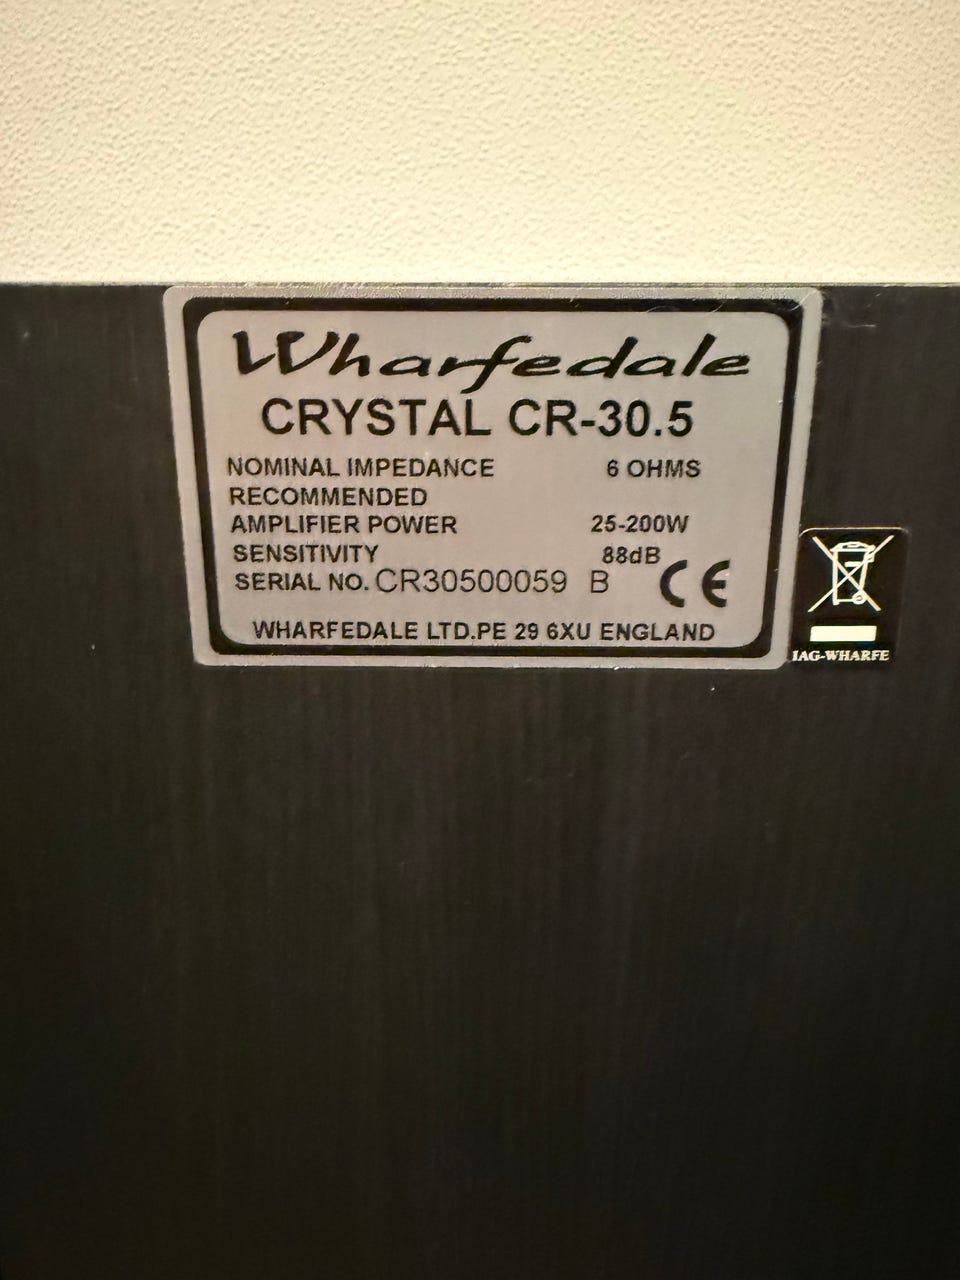 Wharfedale
CRYSTAL CR-30.5
NOMINAL IMPEDANCE 6 OHMS
RECOMMENDED
AMPLIFIER POWER 25-200W
SENSITIVITY 88dB
SERIAL NO. CR30500059 B CE
WHARFEDALE LTD.PE 29 6XU ENGLAND
IAG-WHARFE